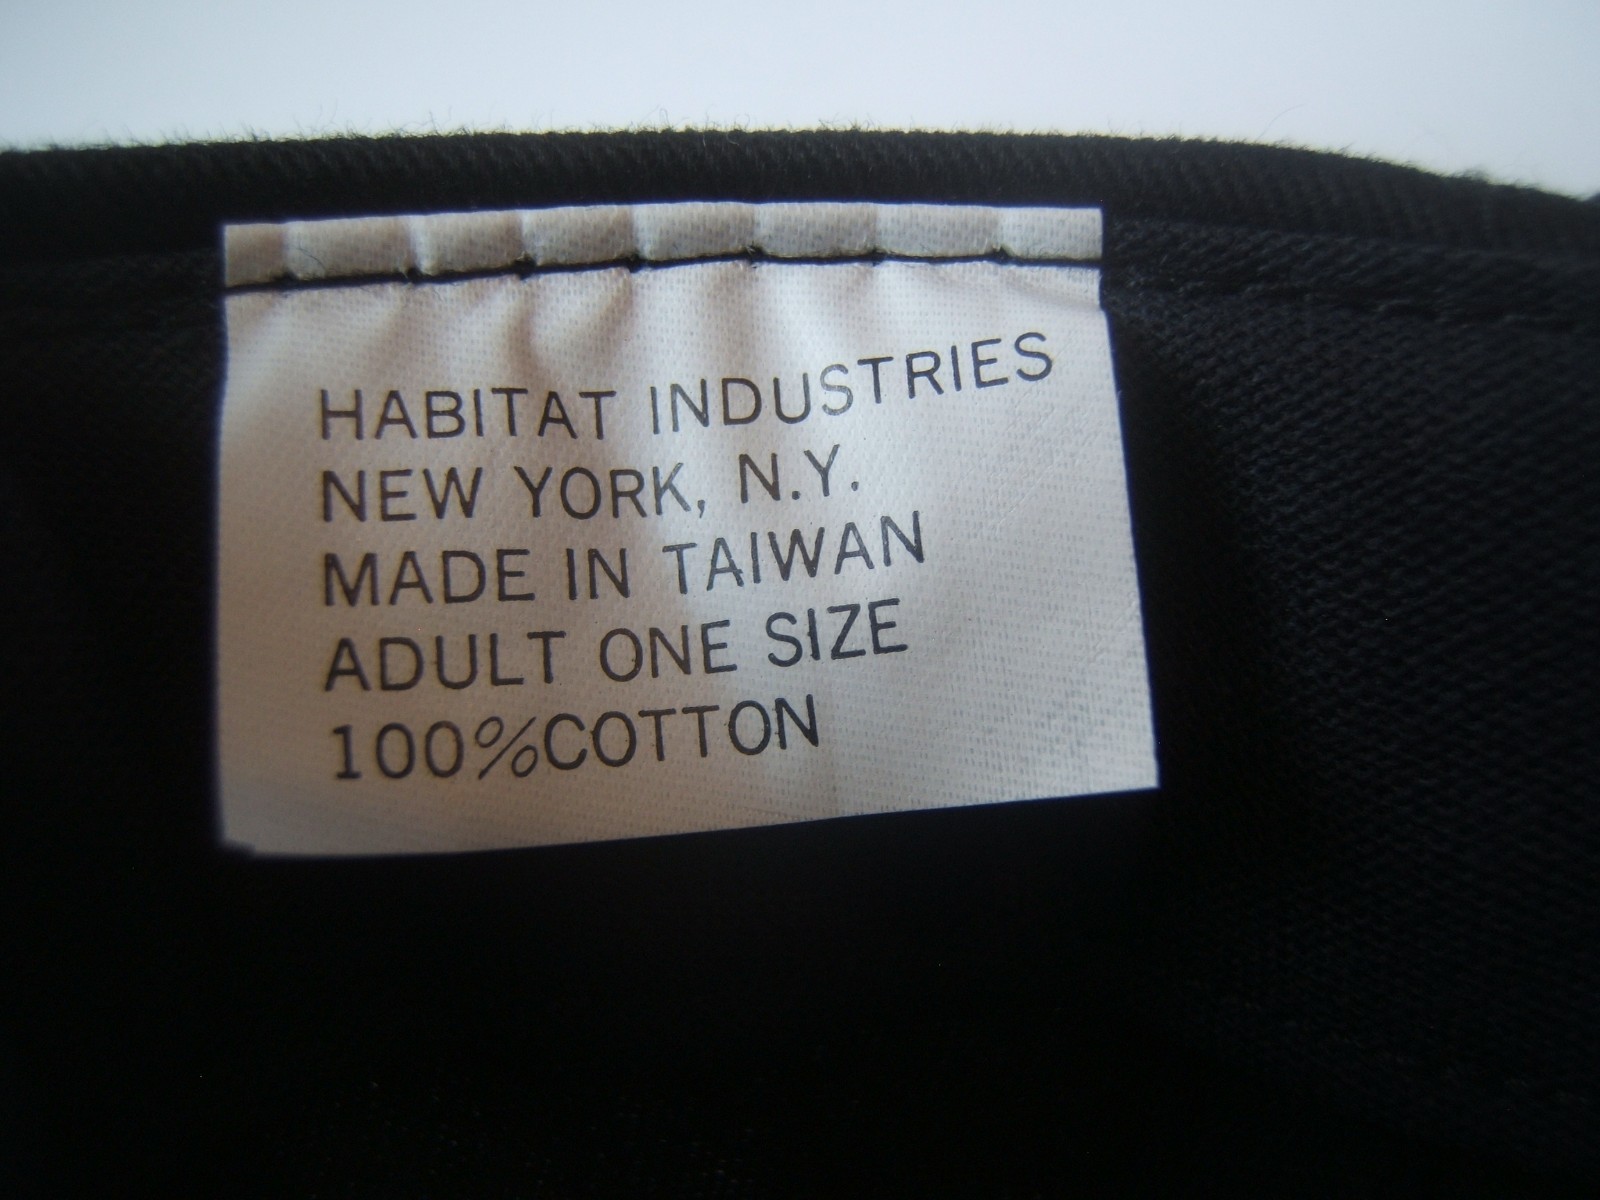 HABITAT INDUSTRIES
NEW YORK, N.Y.
MADE IN TAIWAN
ADULT ONE SIZE
100%COTTON